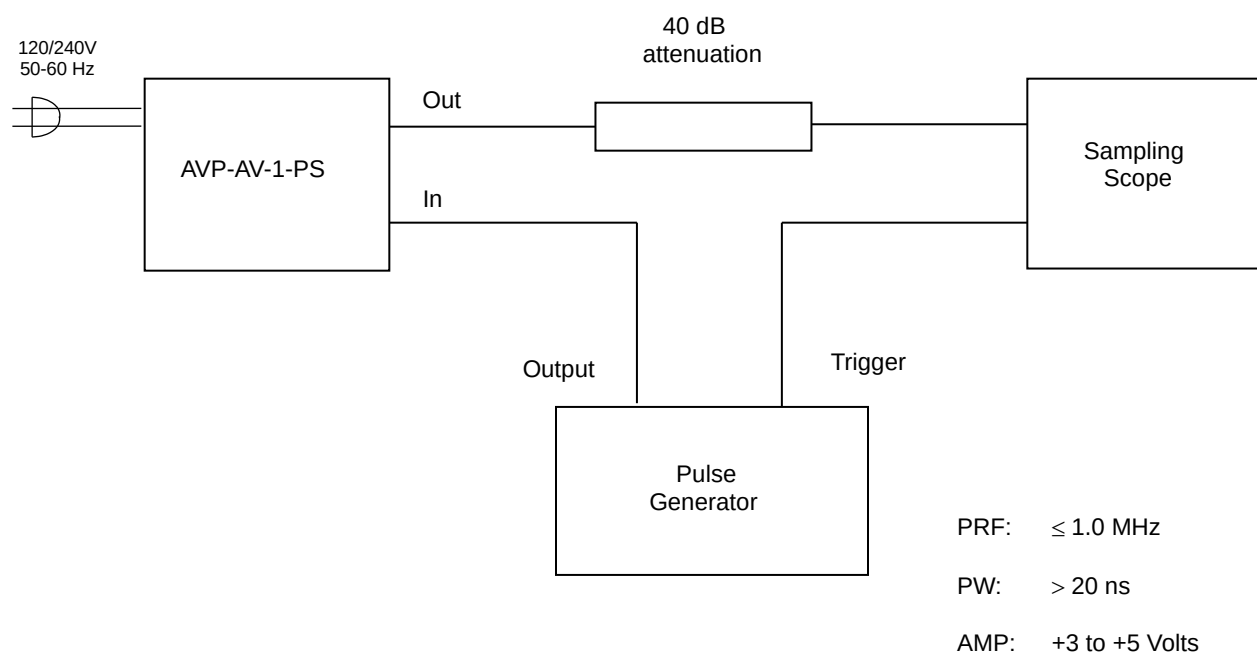 40 dB
attenuation
120/240V
50-60 Hz
Out
AVP-AV-1-PS
Sampling
Scope
In
Output
Trigger
Pulse
Generator
PRF: ≤ 1.0 MHz
PW: > 20 ns
AMP: +3 to +5 Volts